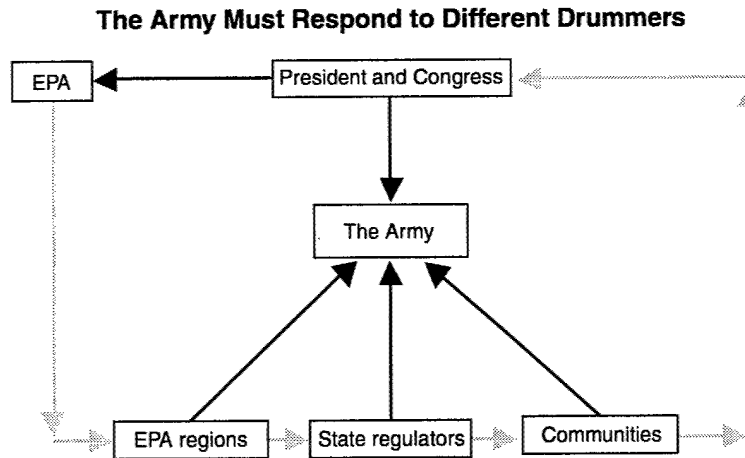 The Army Must Respond to Different Drummers
EPA
President and Congress
The Army
EPA regions
State regulators
Communities